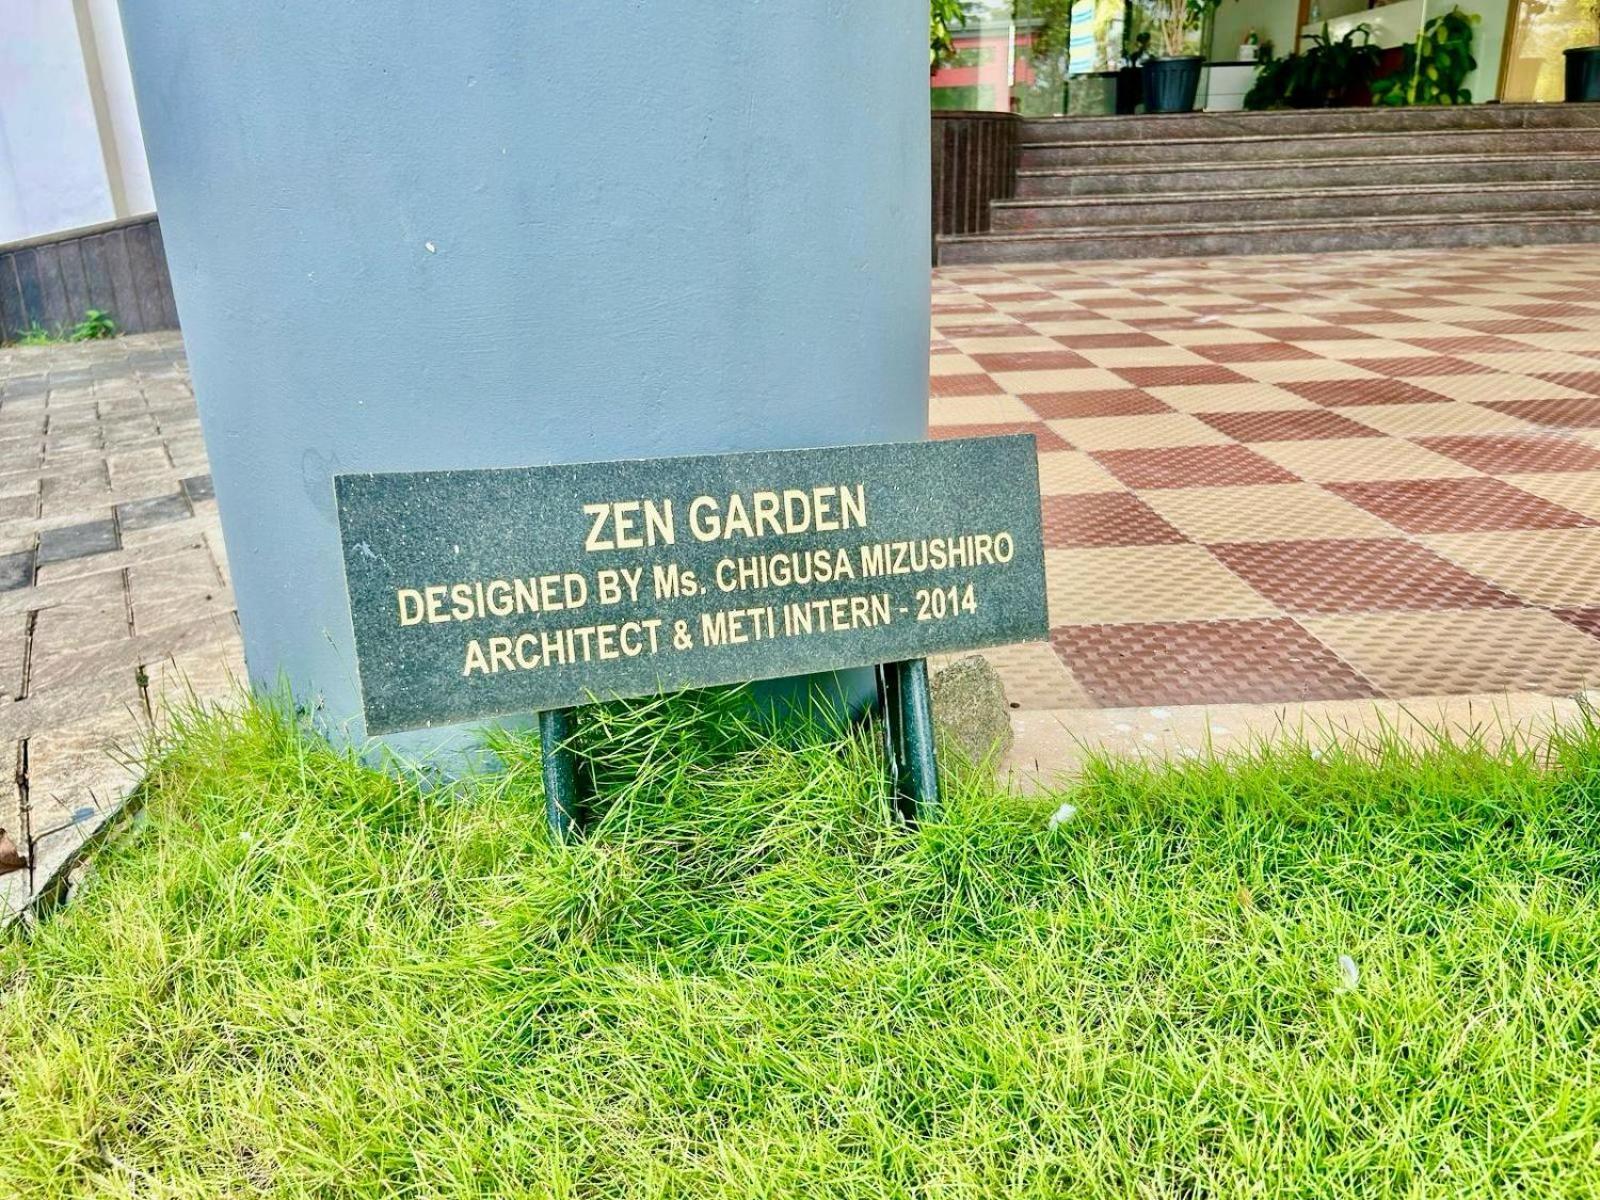 ZEN GARDEN
DESIGNED BY Ms. CHIGUSA MIZUSHIRO
ARCHITECT & METI INTERN - 2014